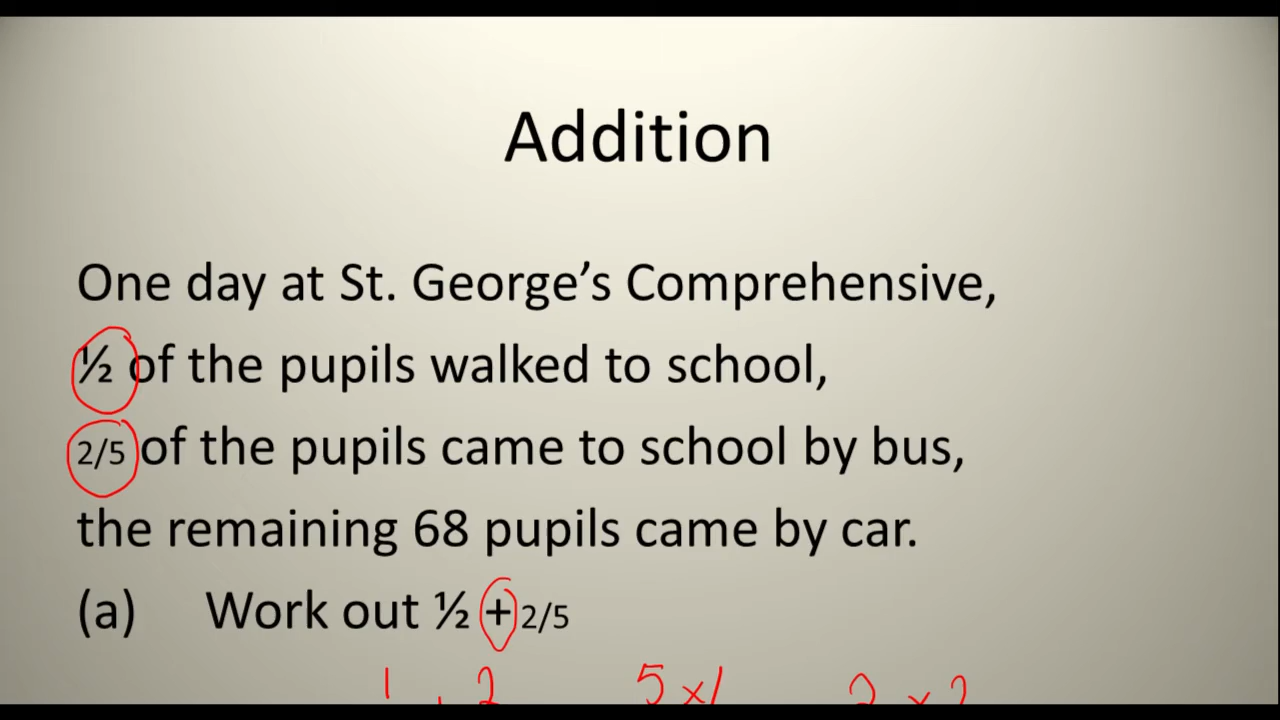 Addition
One day at St. George’s Comprehensive,
½ of the pupils walked to school,
2/5 of the pupils came to school by bus,
the remaining 68 pupils came by car.
(a) Work out ½ + 2/5